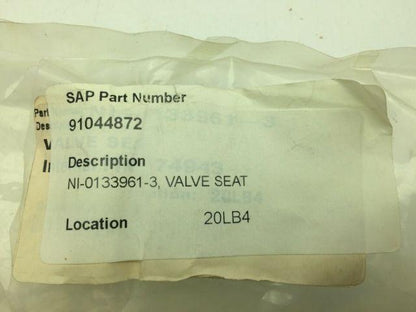 SAP Part Number
91044872
Description
NI-0133961-3, VALVE SEAT
Location 20LB4